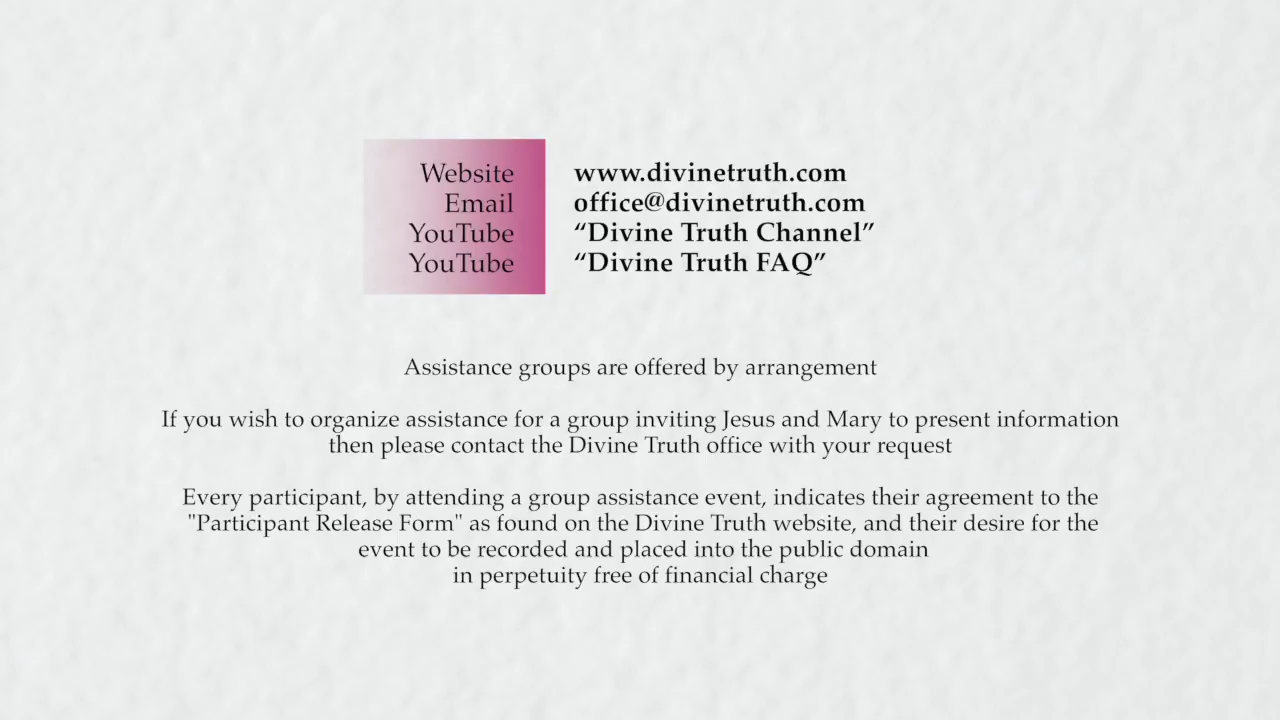 Website www.divinetruth.com
Email office@divinetruth.com
YouTube “Divine Truth Channel”
YouTube “Divine Truth FAQ”
Assistance groups are offered by arrangement
If you wish to organize assistance for a group inviting Jesus and Mary to present information
then please contact the Divine Truth office with your request
Every participant, by attending a group assistance event, indicates their agreement to the
"Participant Release Form" as found on the Divine Truth website, and their desire for the
event to be recorded and placed into the public domain
in perpetuity free of financial charge